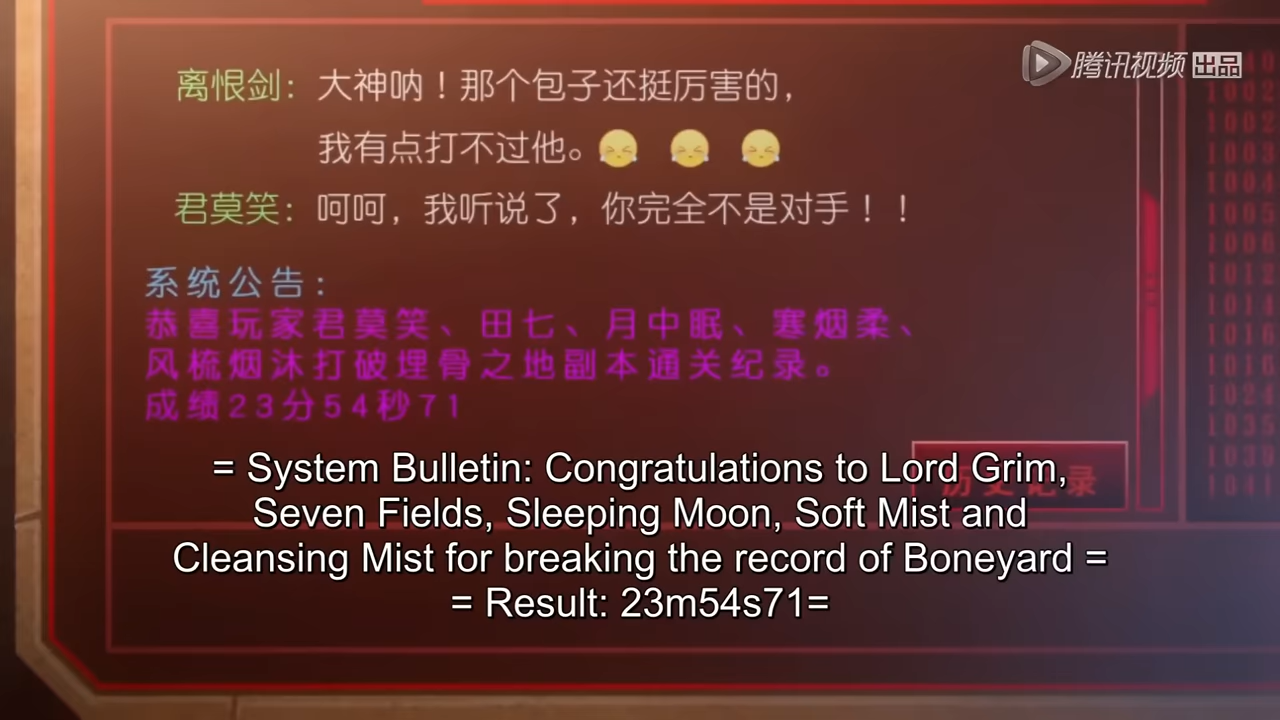 腾讯视频 出品
离恨剑：大神呐！那个包子还挺厉害的，
我有点打不过他。
君莫笑：呵呵，我听说了，你完全不是对手！！
系统公告：
恭喜玩家君莫笑、田七、月中眠、寒烟柔、
风梳烟沐打破埋骨之地副本通关纪录。
成绩23分54秒71
= System Bulletin: Congratulations to Lord Grim,
Seven Fields, Sleeping Moon, Soft Mist and
Cleansing Mist for breaking the record of Boneyard =
= Result: 23m54s71=